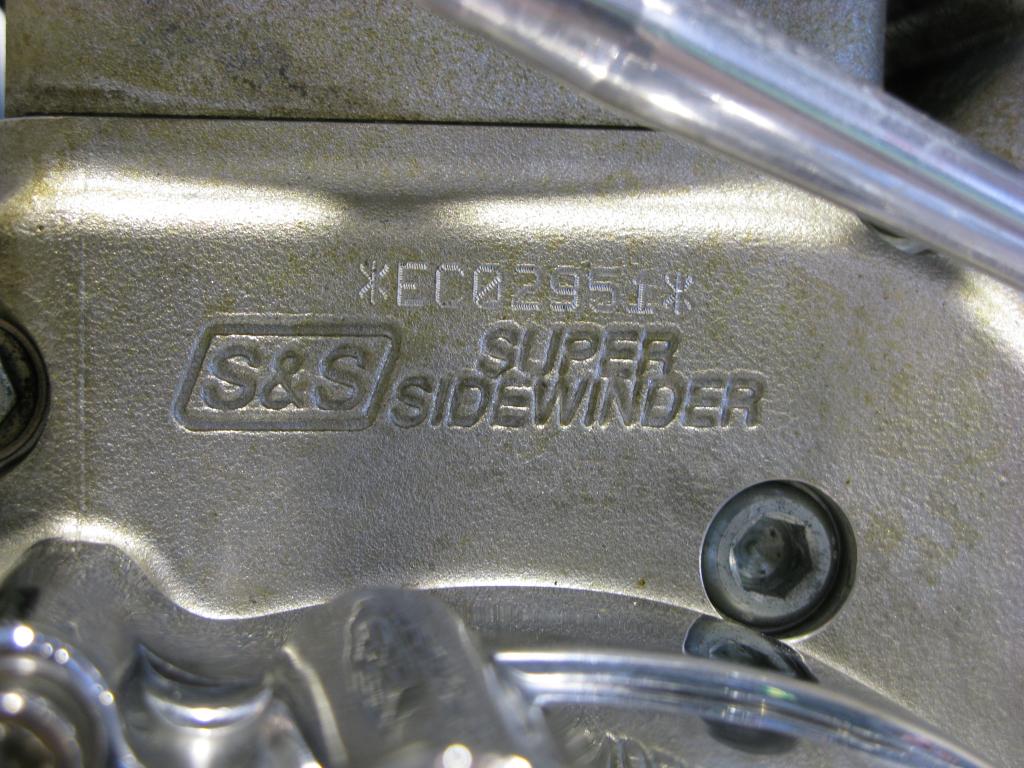 *EC02951*
S&S
SUPER
SIDEWINDER